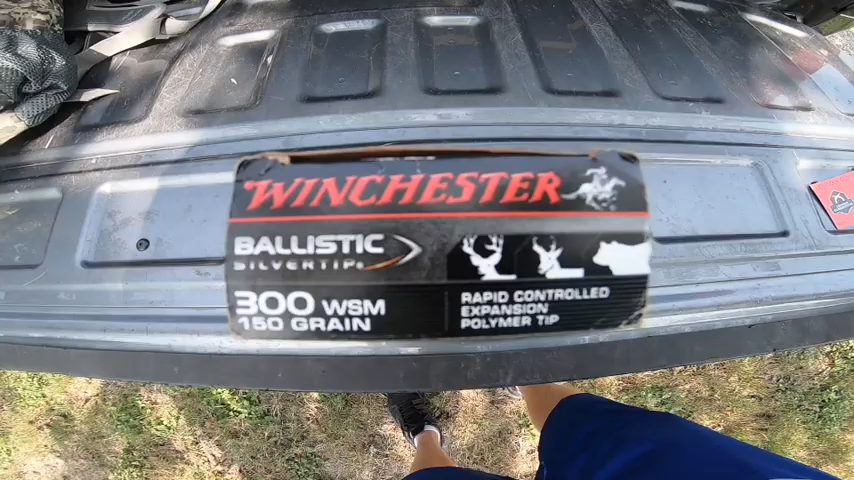 WINCHESTER
BALLISTIC
SILVERTIP®
300 WSM
150 GRAIN
RAPID CONTROLLED
EXPANSION
POLYMER TIP